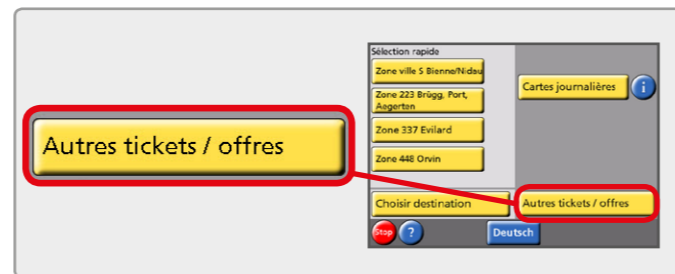 Autres tickets / offres
Sélection rapide
Zone ville S Bienne/Nidau
Zone 223 Brügg, Port,
Aegerten
Zone 337 Evilard
Zone 448 Orvin
Cartes journalières
i
Choisir destination
Autres tickets / offres
Stop
?
Deutsch